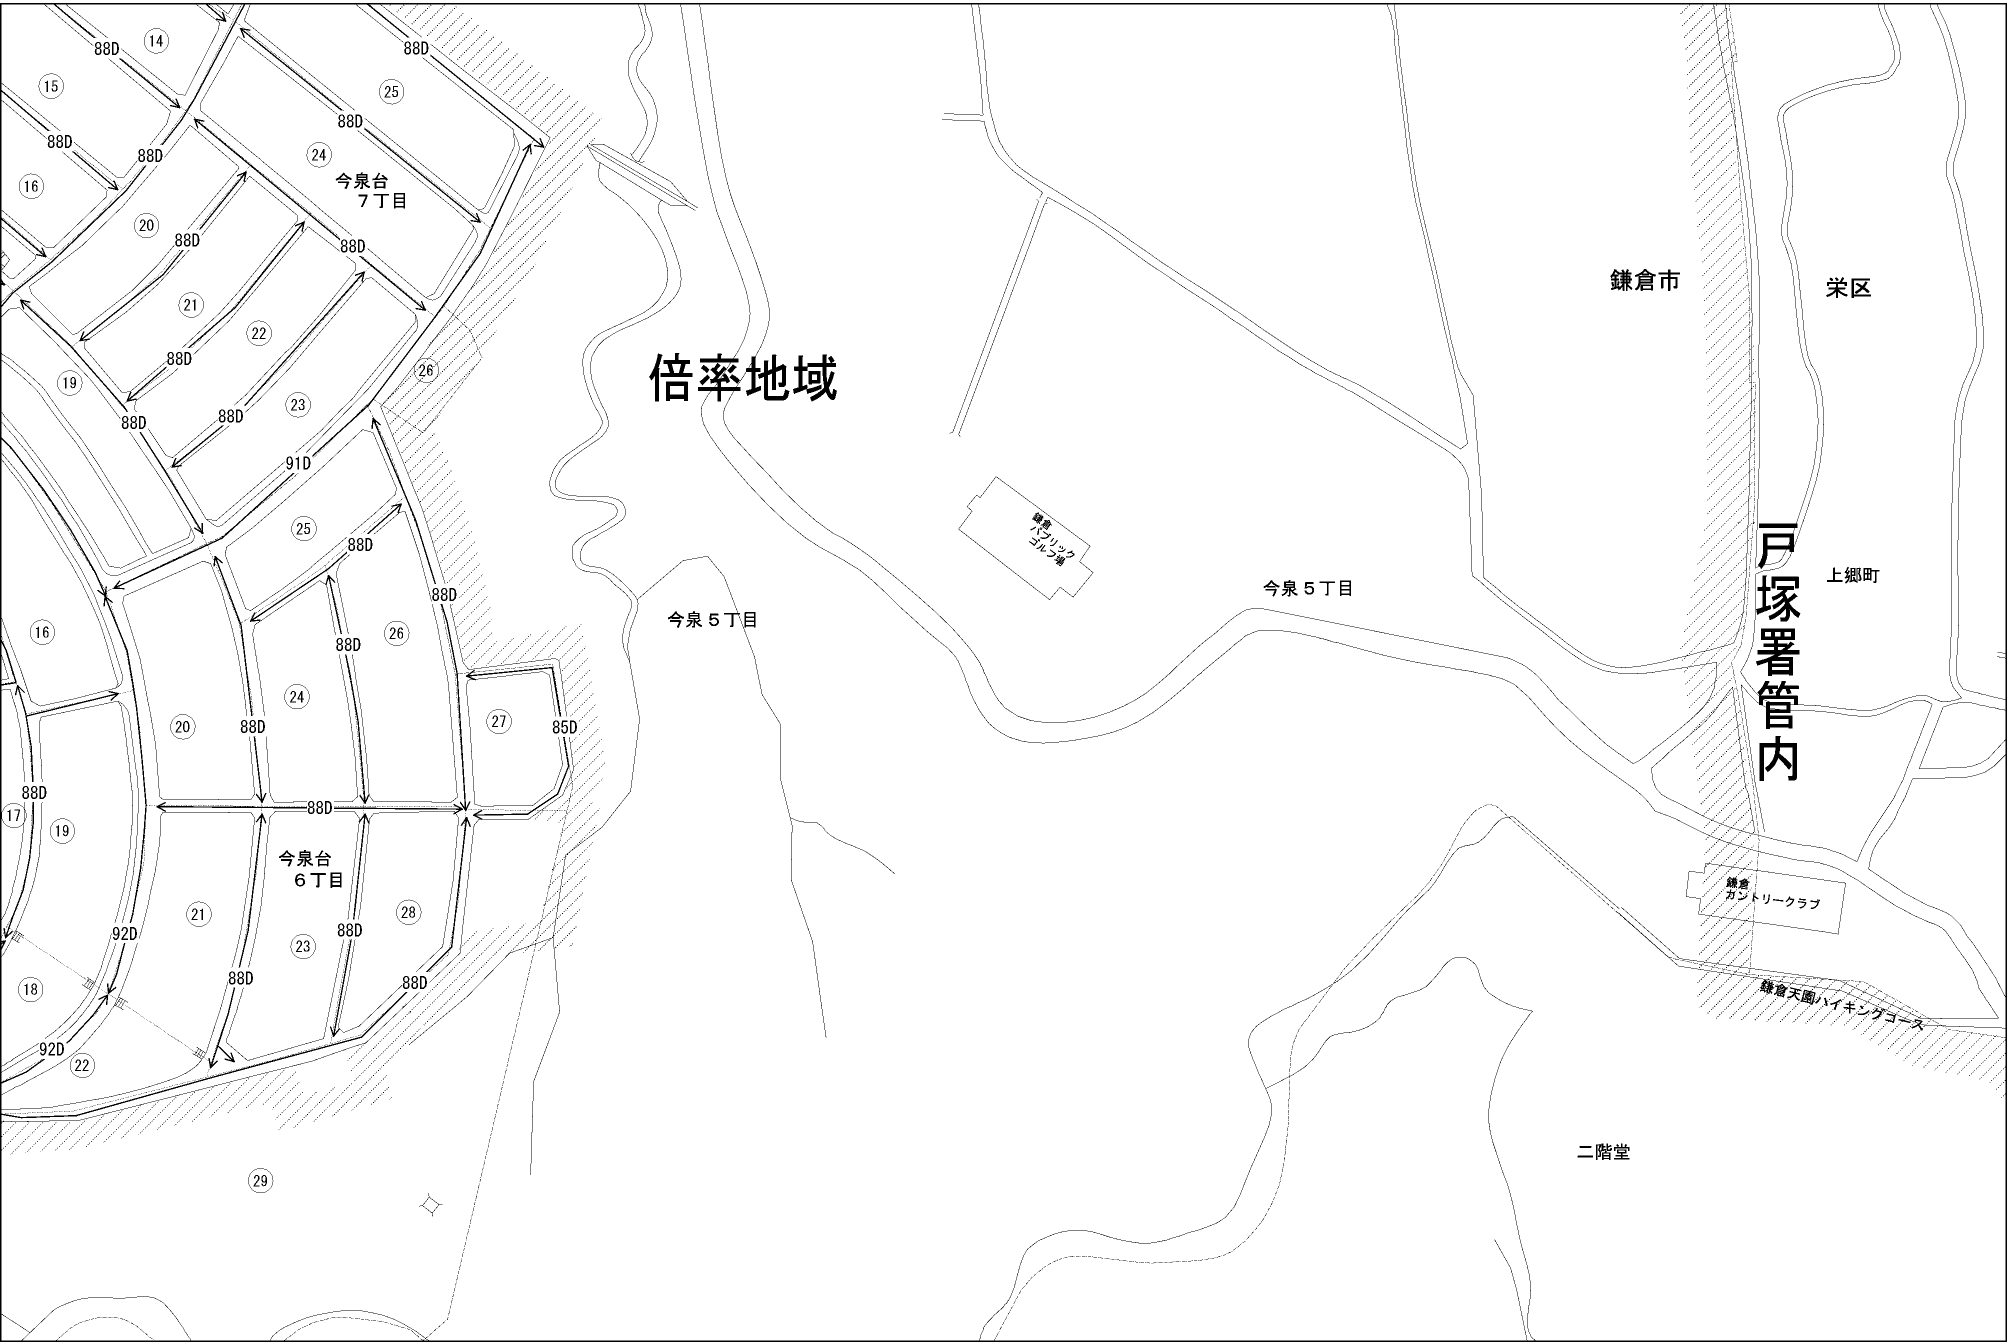 88D
14
88D
15
25
88D
88D
24
88D
16
今泉台
7丁目
20
88D
88D
鎌倉市
栄区
21
22
88D
19
26
倍率地域
23
88D
88D
91D
25
88D
鎌倉
パブリック
ゴルフ場
戸塚署管内
上郷町
88D
今泉5丁目
今泉5丁目
16
26
88D
24
27
20
88D
85D
88D
88D
17
19
今泉台
6丁目
鎌倉
カントリークラブ
21
28
92D
88D
23
88D
88D
18
鎌倉天園ハイキングコース
92D
22
二階堂
29